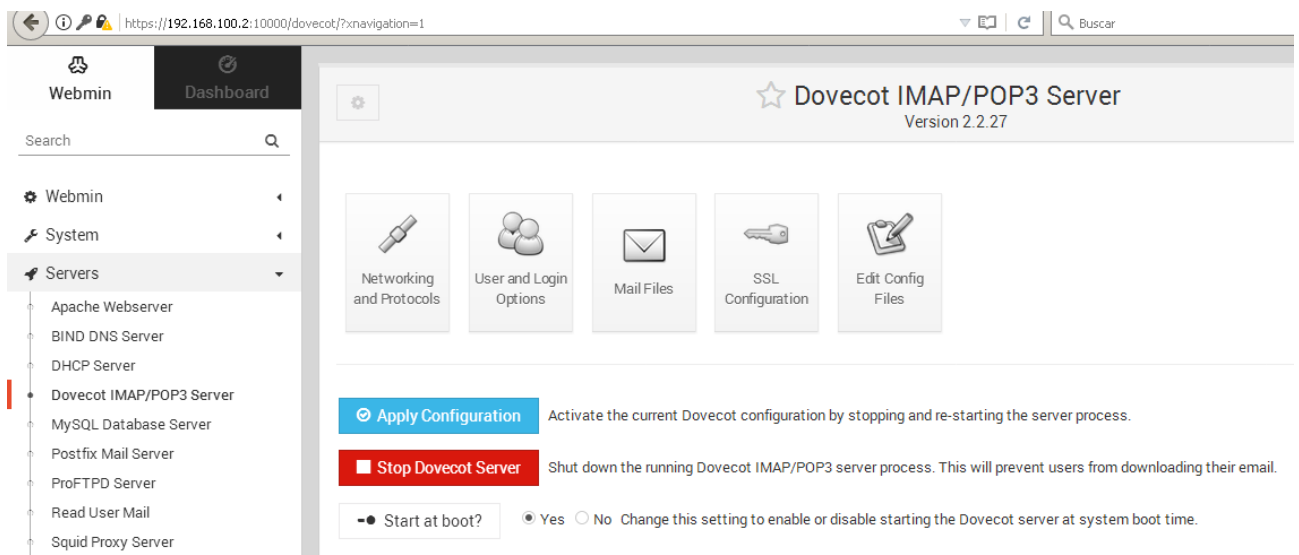 https://192.168.100.2:10000/dovecot/?xnavigation=1
Buscar
Webmin
Dashboard
Search
Webmin
System
Servers
Apache Webserver
BIND DNS Server
DHCP Server
Dovecot IMAP/POP3 Server
MySQL Database Server
Postfix Mail Server
ProFTPD Server
Read User Mail
Squid Proxy Server
Dovecot IMAP/POP3 Server
Version 2.2.27
Networking
and Protocols
User and Login
Options
Mail Files
SSL
Configuration
Edit Config
Files
Apply Configuration Activate the current Dovecot configuration by stopping and re-starting the server process.
Stop Dovecot Server Shut down the running Dovecot IMAP/POP3 server process. This will prevent users from downloading their email.
Start at boot? Yes No Change this setting to enable or disable starting the Dovecot server at system boot time.